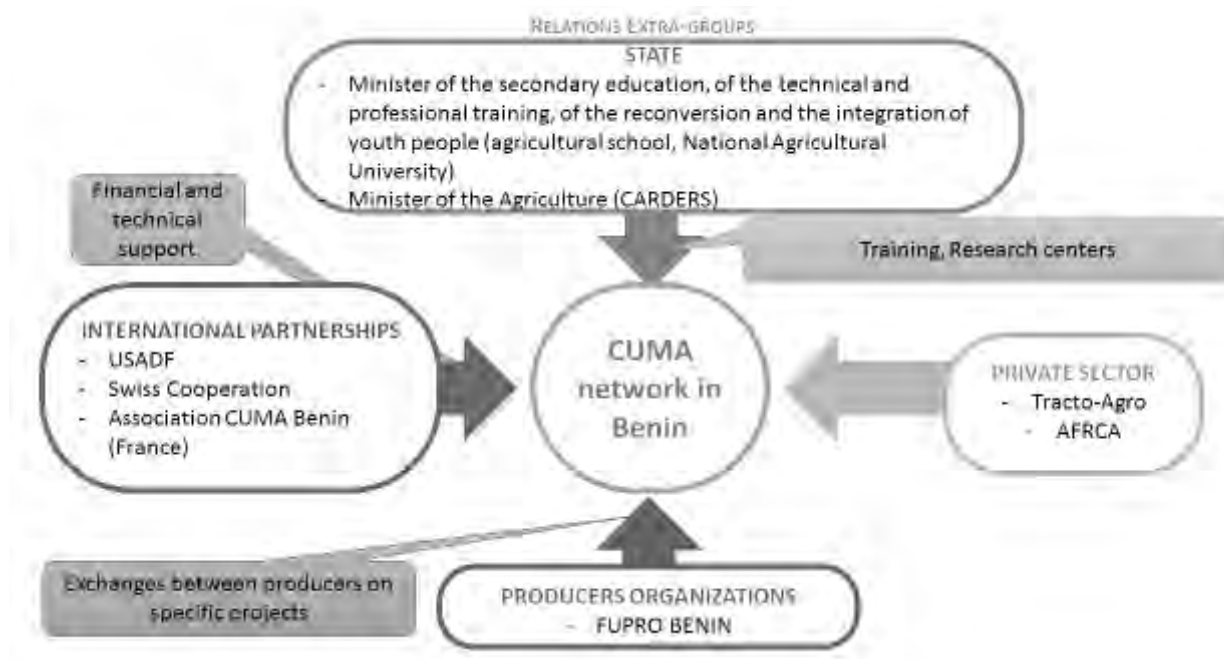 RELATIONS EXTRA-GROUPS
STATE
- Minister of the secondary education, of the technical and
professional training, of the reconversion and the integration of
youth people (agricultural school, National Agricultural
University)
- Minister of the Agriculture (CARDERS)
Financial and
technical
support
Training, Research centers
INTERNATIONAL PARTNERSHIPS
- USADF
- Swiss Cooperation
- Association CUMA Benin
(France)
CUMA
network in
Benin
PRIVATE SECTOR
- Tracto-Agro
- AFRCA
Exchanges between producers on
specific projects
PRODUCERS ORGANIZATIONS
- FUPRO BENIN